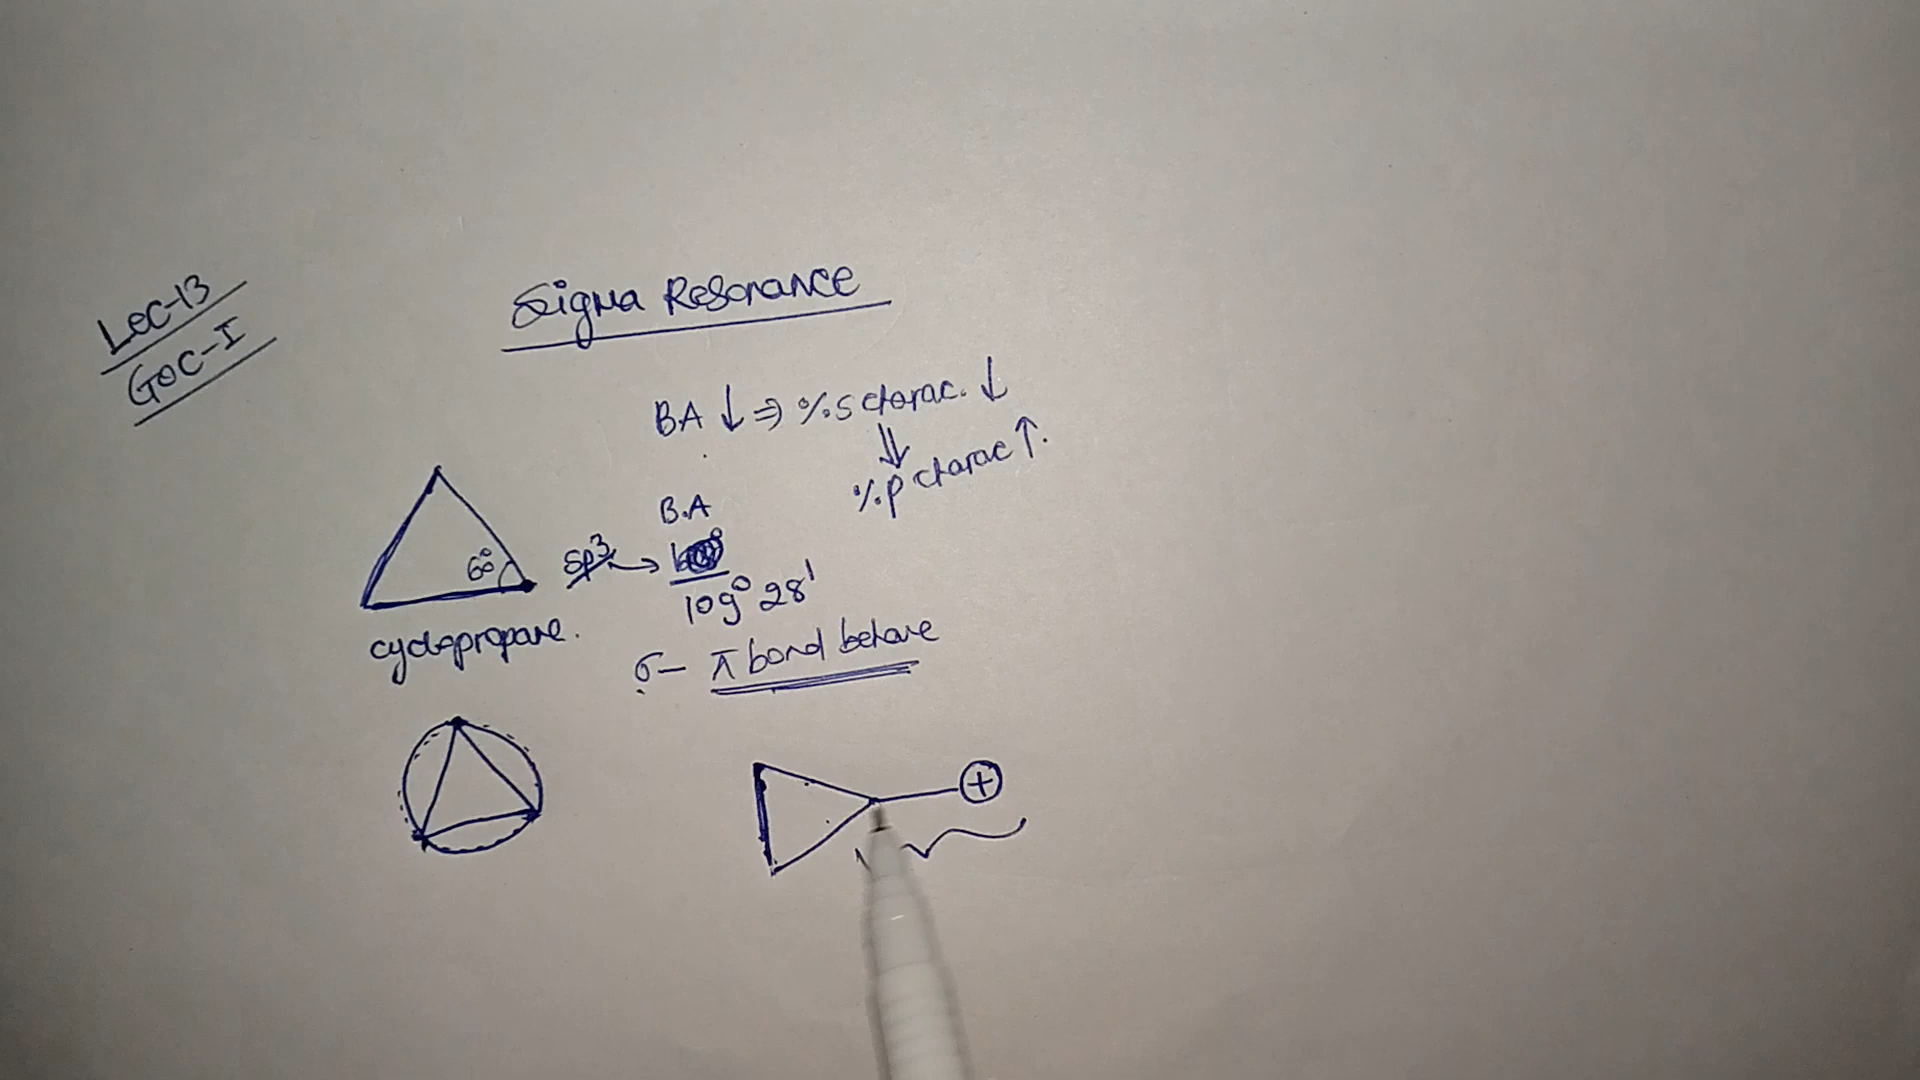 Lec-13
GOC-I
Sigma Resonance
BA ↓ ⇒ %s charac. ↓
⇓
%p charac ↑.
B.A
60° sp³ →
109° 28'
cyclopropane.
σ- π bond behave
+